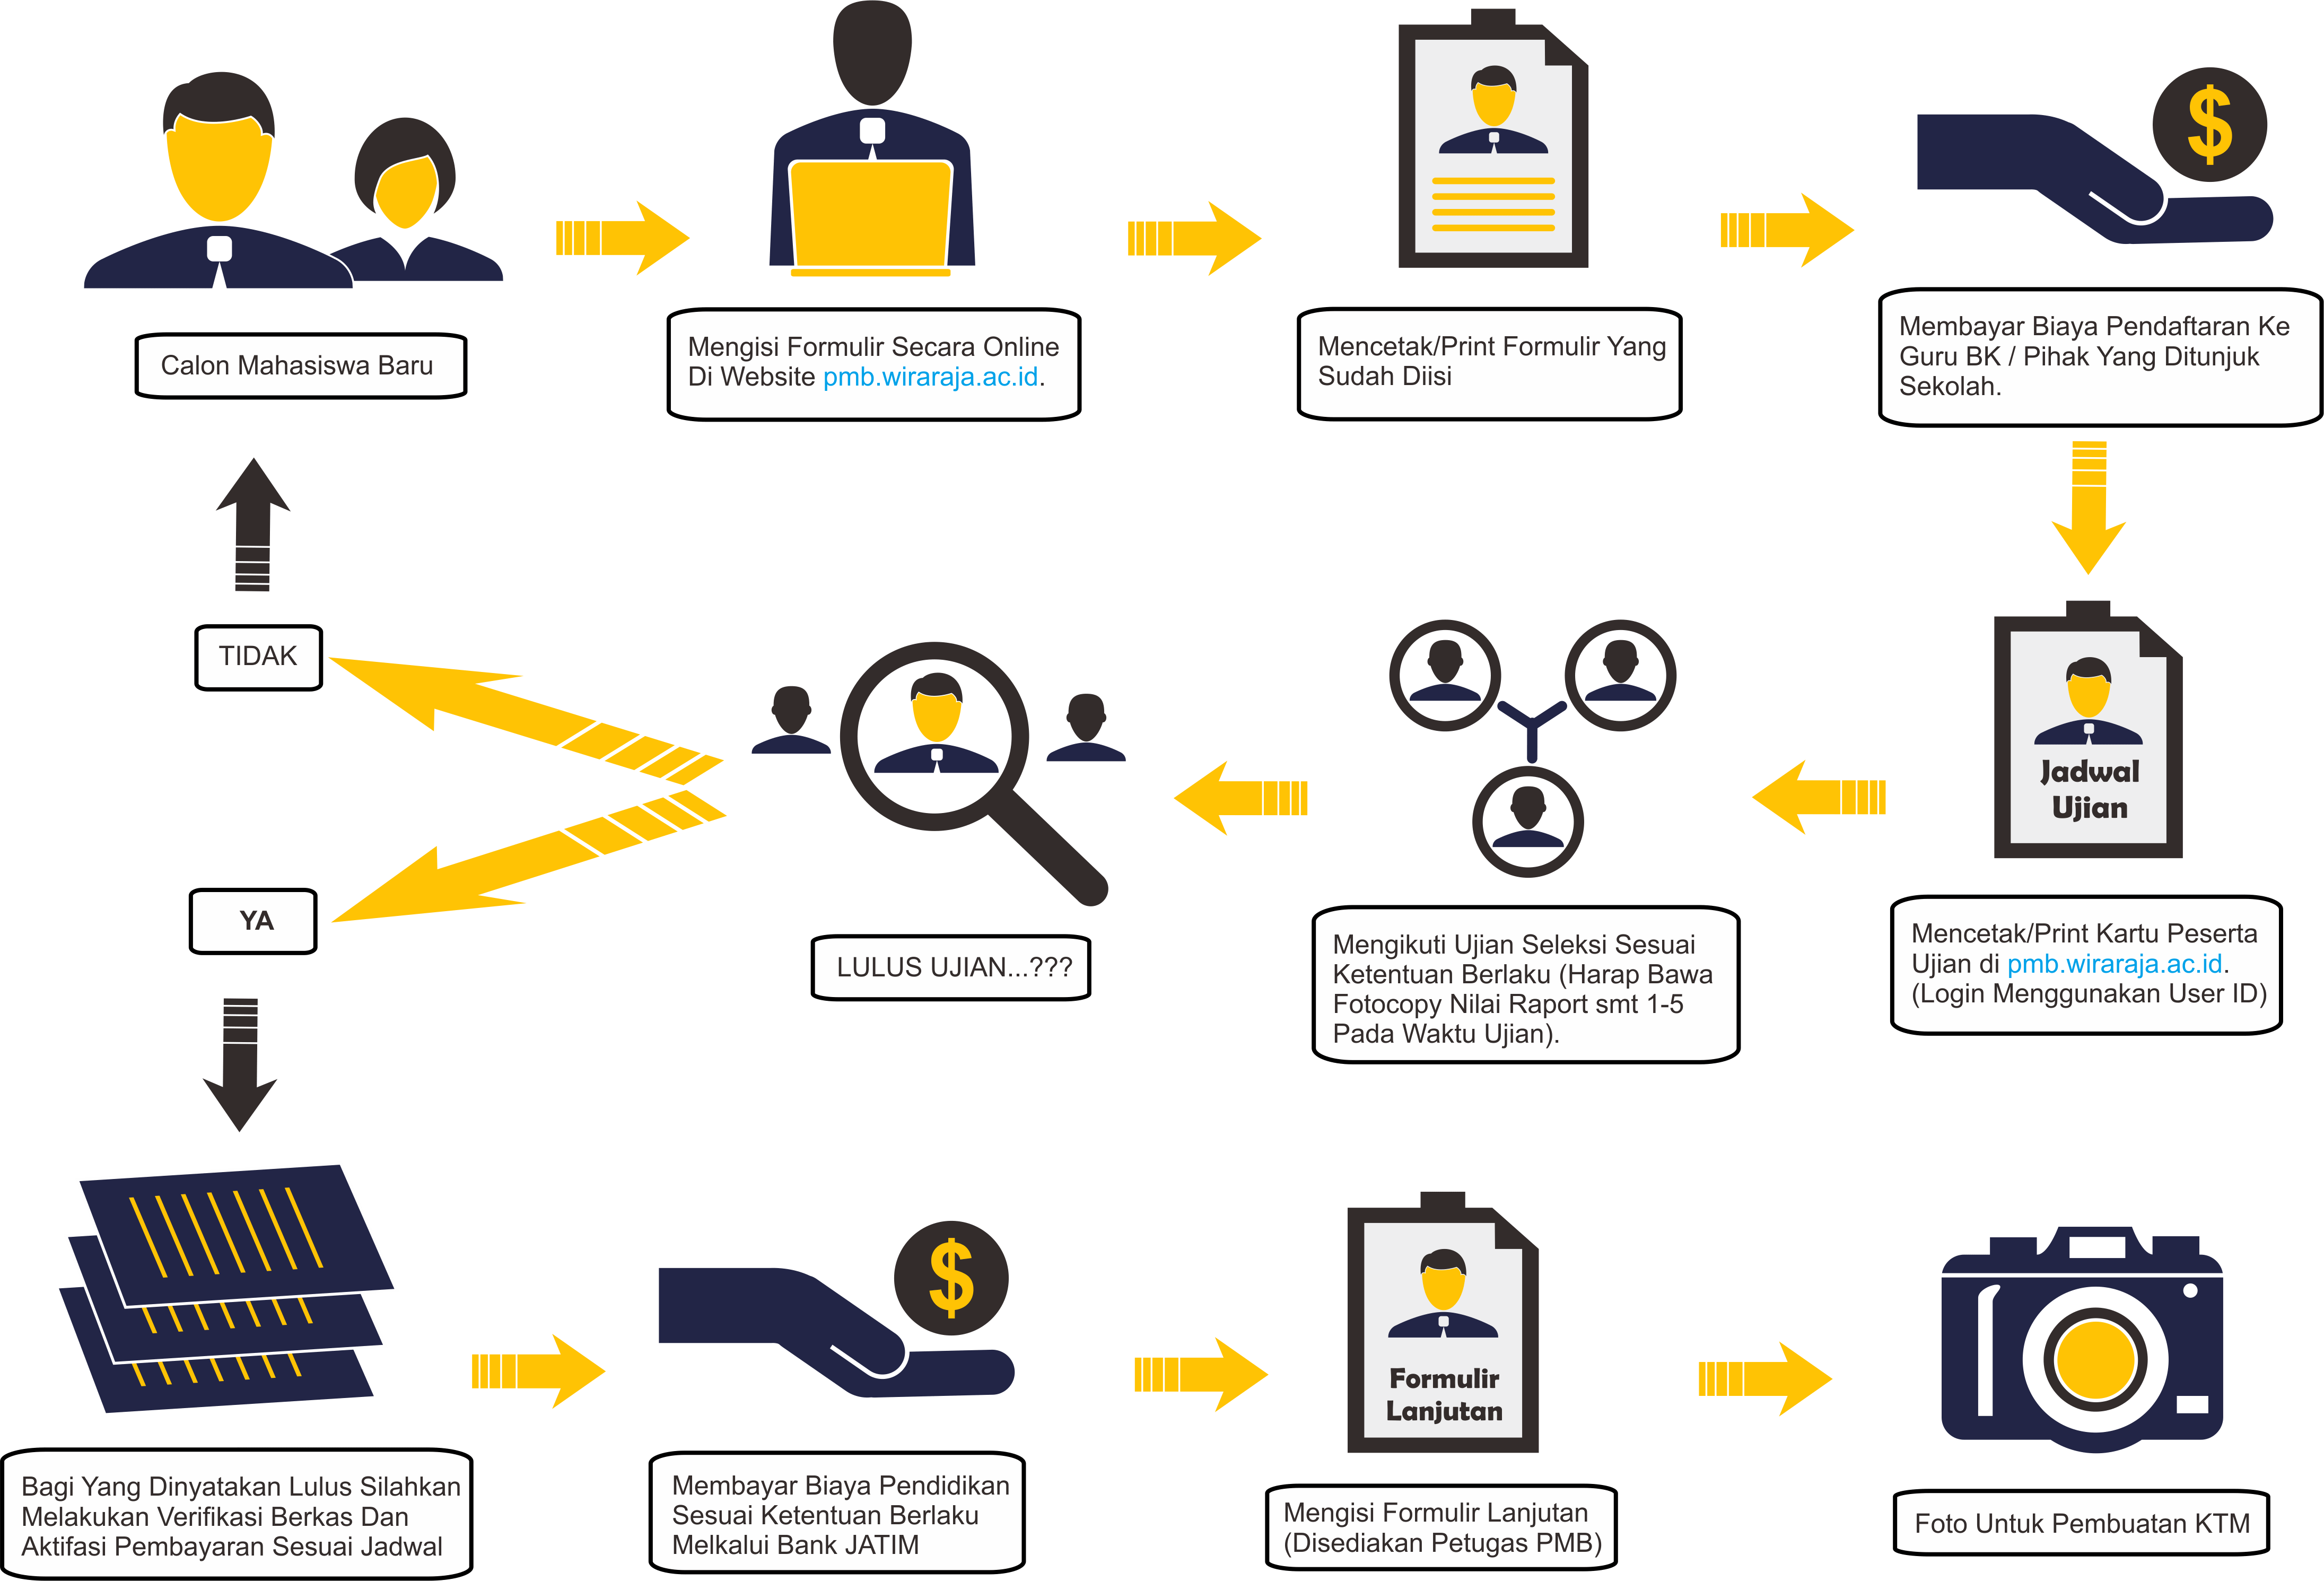 Calon Mahasiswa Baru
Mengisi Formulir Secara Online
Di Website pmb.wiraraja.ac.id.
Mencetak/Print Formulir Yang
Sudah Diisi
$
Membayar Biaya Pendaftaran Ke
Guru BK / Pihak Yang Ditunjuk
Sekolah.
Jadwal
Ujian
Mencetak/Print Kartu Peserta
Ujian di pmb.wiraraja.ac.id.
(Login Menggunakan User ID)
Mengikuti Ujian Seleksi Sesuai
Ketentuan Berlaku (Harap Bawa
Fotocopy Nilai Raport smt 1-5
Pada Waktu Ujian).
LULUS UJIAN...???
TIDAK
YA
Bagi Yang Dinyatakan Lulus Silahkan
Melakukan Verifikasi Berkas Dan
Aktifasi Pembayaran Sesuai Jadwal
$
Membayar Biaya Pendidikan
Sesuai Ketentuan Berlaku
Melkalui Bank JATIM
Formulir
Lanjutan
Mengisi Formulir Lanjutan
(Disediakan Petugas PMB)
Foto Untuk Pembuatan KTM